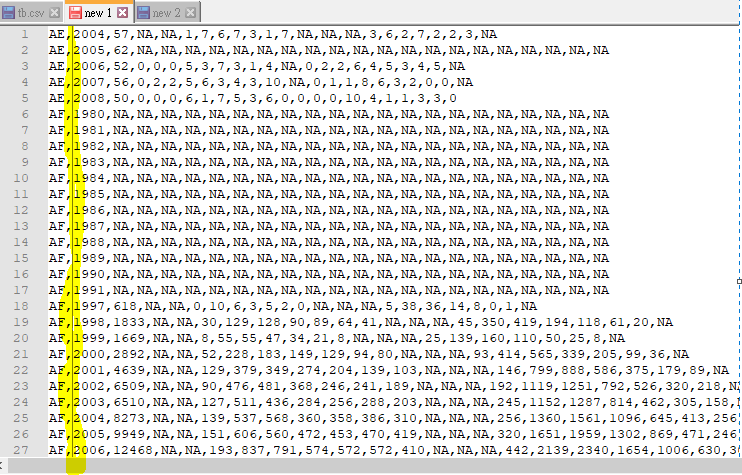 tb.csv new 1 new 2
1 AE,2004,57,NA,NA,1,7,6,7,3,1,7,NA,NA,NA,3,6,2,7,2,2,3,NA
2 AE,2005,62,NA,NA,NA,NA,NA,NA,NA,NA,NA,NA,NA,NA,NA,NA,NA,NA,NA,NA,NA,NA
3 AE,2006,52,0,0,0,5,3,7,3,1,4,NA,0,2,2,6,4,5,3,4,5,NA
4 AE,2007,56,0,2,2,5,6,3,4,3,10,NA,0,1,1,8,6,3,2,0,0,NA
5 AE,2008,50,0,0,0,6,1,7,5,3,6,0,0,0,0,10,4,1,1,3,3,0
6 AF,1980,NA,NA,NA,NA,NA,NA,NA,NA,NA,NA,NA,NA,NA,NA,NA,NA,NA,NA,NA,NA,NA
7 AF,1981,NA,NA,NA,NA,NA,NA,NA,NA,NA,NA,NA,NA,NA,NA,NA,NA,NA,NA,NA,NA,NA
8 AF,1982,NA,NA,NA,NA,NA,NA,NA,NA,NA,NA,NA,NA,NA,NA,NA,NA,NA,NA,NA,NA,NA
9 AF,1983,NA,NA,NA,NA,NA,NA,NA,NA,NA,NA,NA,NA,NA,NA,NA,NA,NA,NA,NA,NA,NA
10 AF,1984,NA,NA,NA,NA,NA,NA,NA,NA,NA,NA,NA,NA,NA,NA,NA,NA,NA,NA,NA,NA,NA
11 AF,1985,NA,NA,NA,NA,NA,NA,NA,NA,NA,NA,NA,NA,NA,NA,NA,NA,NA,NA,NA,NA,NA
12 AF,1986,NA,NA,NA,NA,NA,NA,NA,NA,NA,NA,NA,NA,NA,NA,NA,NA,NA,NA,NA,NA,NA
13 AF,1987,NA,NA,NA,NA,NA,NA,NA,NA,NA,NA,NA,NA,NA,NA,NA,NA,NA,NA,NA,NA,NA
14 AF,1988,NA,NA,NA,NA,NA,NA,NA,NA,NA,NA,NA,NA,NA,NA,NA,NA,NA,NA,NA,NA,NA
15 AF,1989,NA,NA,NA,NA,NA,NA,NA,NA,NA,NA,NA,NA,NA,NA,NA,NA,NA,NA,NA,NA,NA
16 AF,1990,NA,NA,NA,NA,NA,NA,NA,NA,NA,NA,NA,NA,NA,NA,NA,NA,NA,NA,NA,NA,NA
17 AF,1991,NA,NA,NA,NA,NA,NA,NA,NA,NA,NA,NA,NA,NA,NA,NA,NA,NA,NA,NA,NA,NA
18 AF,1997,618,NA,NA,0,10,6,3,5,2,0,NA,NA,NA,5,38,36,14,8,0,1,NA
19 AF,1998,1833,NA,NA,30,129,128,90,89,64,41,NA,NA,NA,45,350,419,194,118,61,20,NA
20 AF,1999,1669,NA,NA,8,55,55,47,34,21,8,NA,NA,NA,25,139,160,110,50,25,8,NA
21 AF,2000,2892,NA,NA,52,228,183,149,129,94,80,NA,NA,NA,93,414,565,339,205,99,36,NA
22 AF,2001,4639,NA,NA,129,379,349,274,204,139,103,NA,NA,NA,146,799,888,586,375,179,89,NA
23 AF,2002,6509,NA,NA,90,476,481,368,246,241,189,NA,NA,NA,192,1119,1251,792,526,320,218,N
24 AF,2003,6510,NA,NA,127,511,436,284,256,288,203,NA,NA,NA,245,1152,1287,814,462,305,158,
25 AF,2004,8273,NA,NA,139,537,568,360,358,386,310,NA,NA,NA,256,1360,1561,1096,645,413,256
26 AF,2005,9949,NA,NA,151,606,560,472,453,470,419,NA,NA,NA,320,1651,1959,1302,869,471,246
27 AF,2006,12468,NA,NA,193,837,791,574,572,572,410,NA,NA,NA,442,2139,2340,1654,1006,630,3